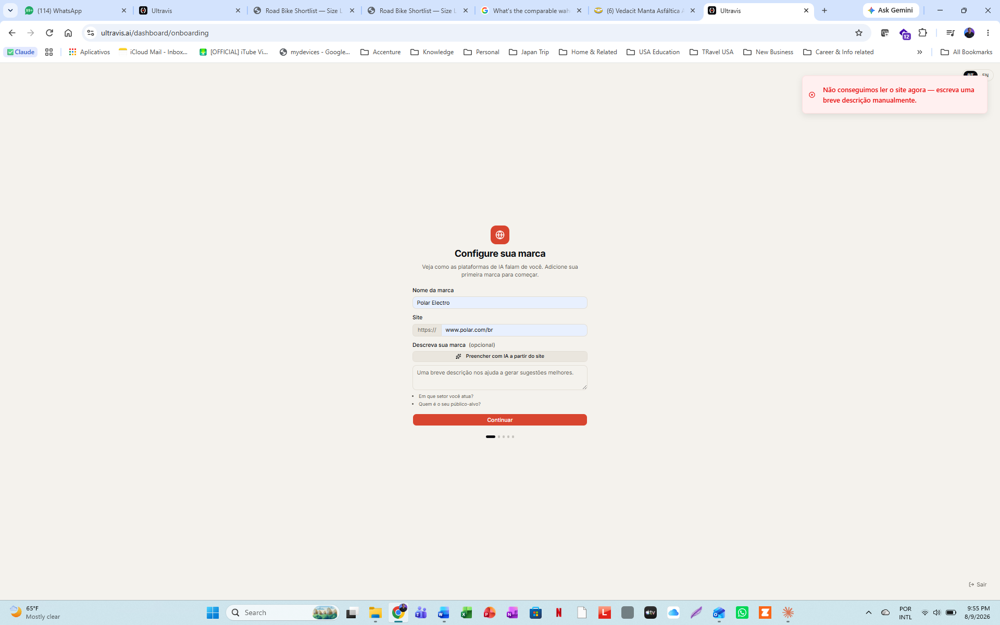 (114) WhatsApp
Ultravis
Road Bike Shortlist — Size L
Road Bike Shortlist — Size L
What's the comparable wah
(6) Vedacit Manta Asfáltica A
Ultravis
Ask Gemini
ultravis.ai/dashboard/onboarding
12
Claude
Aplicativos
iCloud Mail - Inbox...
[OFFICIAL] iTube Vi...
mydevices - Google...
Accenture
Knowledge
Personal
Japan Trip
Home & Related
USA Education
TRavel USA
New Business
Career & Info related
All Bookmarks
PT EN
Não conseguimos ler o site agora — escreva uma
breve descrição manualmente.
Configure sua marca
Veja como as plataformas de IA falam de você. Adicione sua
primeira marca para começar.
Nome da marca
Polar Electro
Site
https:// www.polar.com/br
Descreva sua marca (opcional)
Preencher com IA a partir do site
Uma breve descrição nos ajuda a gerar sugestões melhores.
Em que setor você atua?
Quem é o seu público-alvo?
Continuar
Sair
65°F
Mostly clear
Search
POR
INTL
9:55 PM
8/9/2026